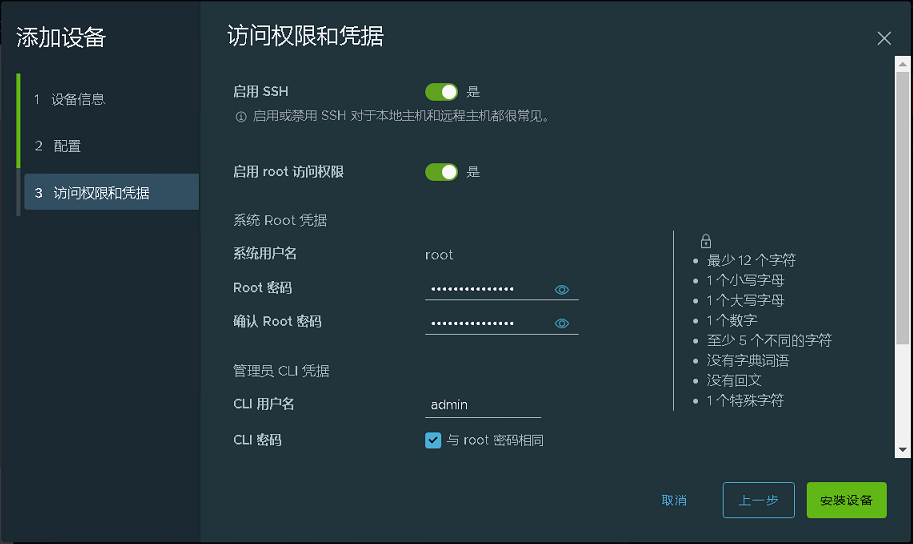 添加设备
1 设备信息
2 配置
3 访问权限和凭据
访问权限和凭据
启用 SSH
是
启用或禁用 SSH 对于本地主机和远程主机都很常见。
启用 root 访问权限
是
系统 Root 凭据
系统用户名
root
Root 密码
•••••••••••••••
确认 Root 密码
•••••••••••••••
管理员 CLI 凭据
CLI 用户名
admin
CLI 密码
与 root 密码相同
• 最少 12 个字符
• 1 个小写字母
• 1 个大写字母
• 1 个数字
• 至少 5 个不同的字符
• 没有字典词语
• 没有回文
• 1 个特殊字符
取消
上一步
安装设备